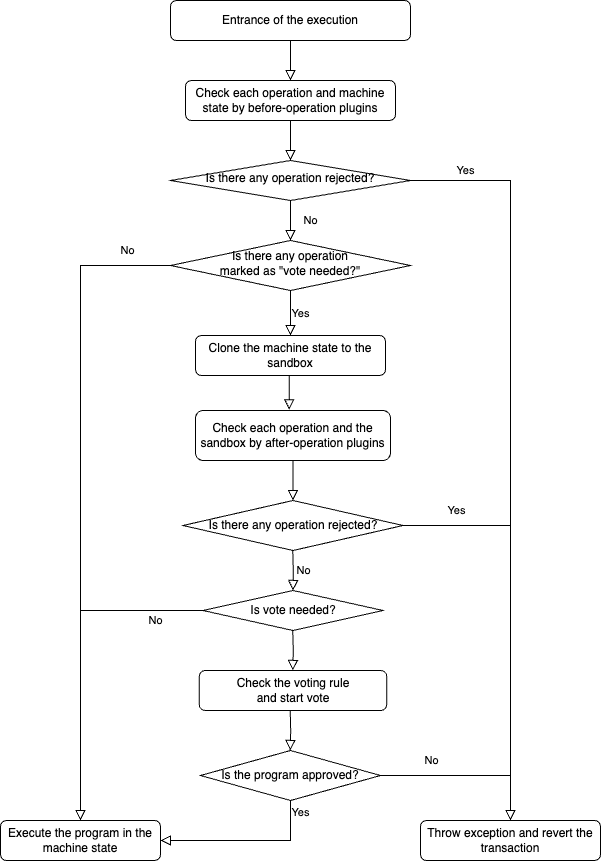 Entrance of the execution
Check each operation and machine
state by before-operation plugins
Is there any operation rejected?
Yes
No
Is there any operation
marked as "vote needed?"
No
Yes
Clone the machine state to the
sandbox
Check each operation and the
sandbox by after-operation plugins
Is there any operation rejected?
Yes
No
Is vote needed?
No
Check the voting rule
and start vote
Is the program approved?
No
Yes
Execute the program in the
machine state
Throw exception and revert the
transaction